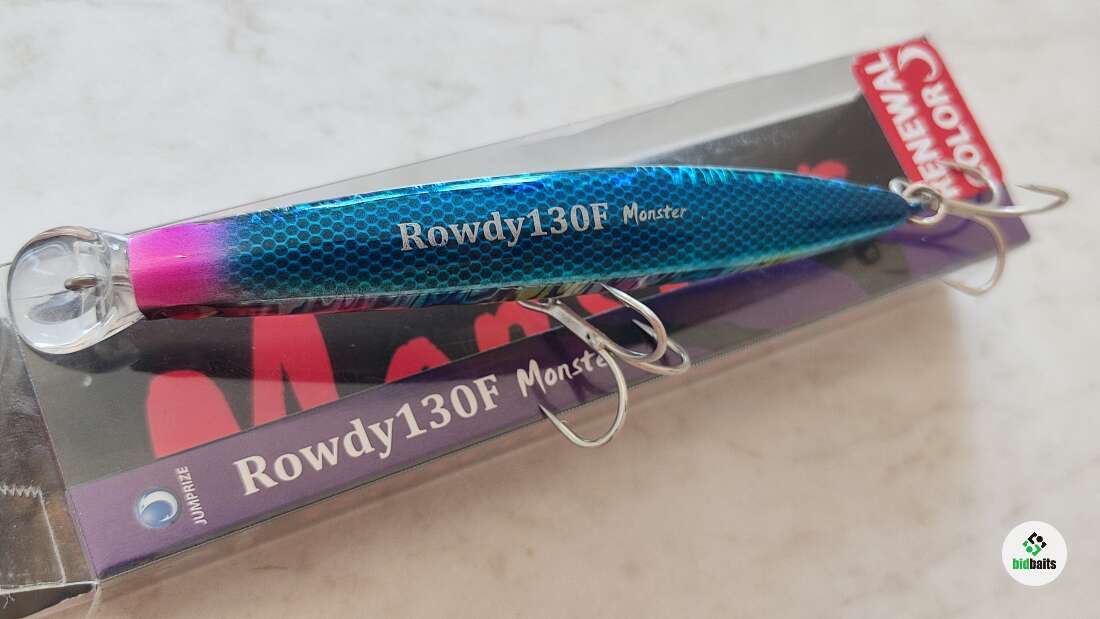 RENEWAL
COLOR
Rowdy130F Monster
Rowdy130F Monster
JUMPRIZE
bidbaits